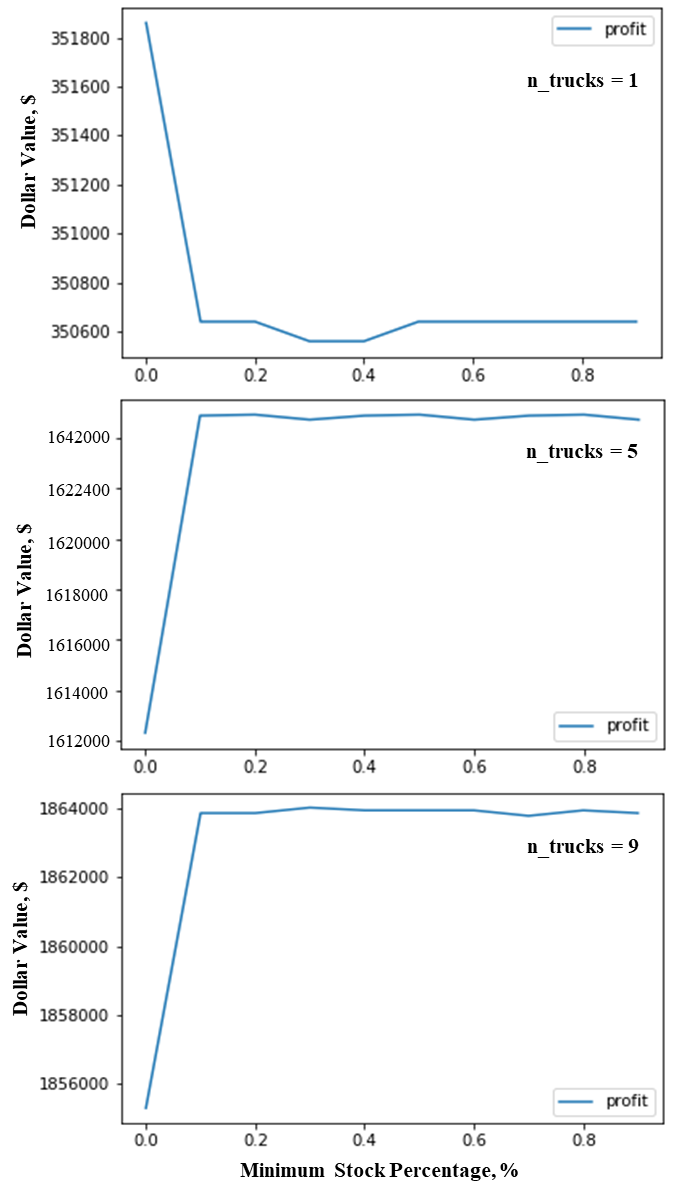 351800
profit
351600
n_trucks = 1
351400
351200
351000
350800
350600
Dollar Value, $
0.0 0.2 0.4 0.6 0.8
1642000
n_trucks = 5
1622400
1620000
1618000
1616000
1614000
1612000
Dollar Value, $
profit
0.0 0.2 0.4 0.6 0.8
1864000
n_trucks = 9
1862000
1860000
1858000
1856000
Dollar Value, $
profit
0.0 0.2 0.4 0.6 0.8
Minimum Stock Percentage, %